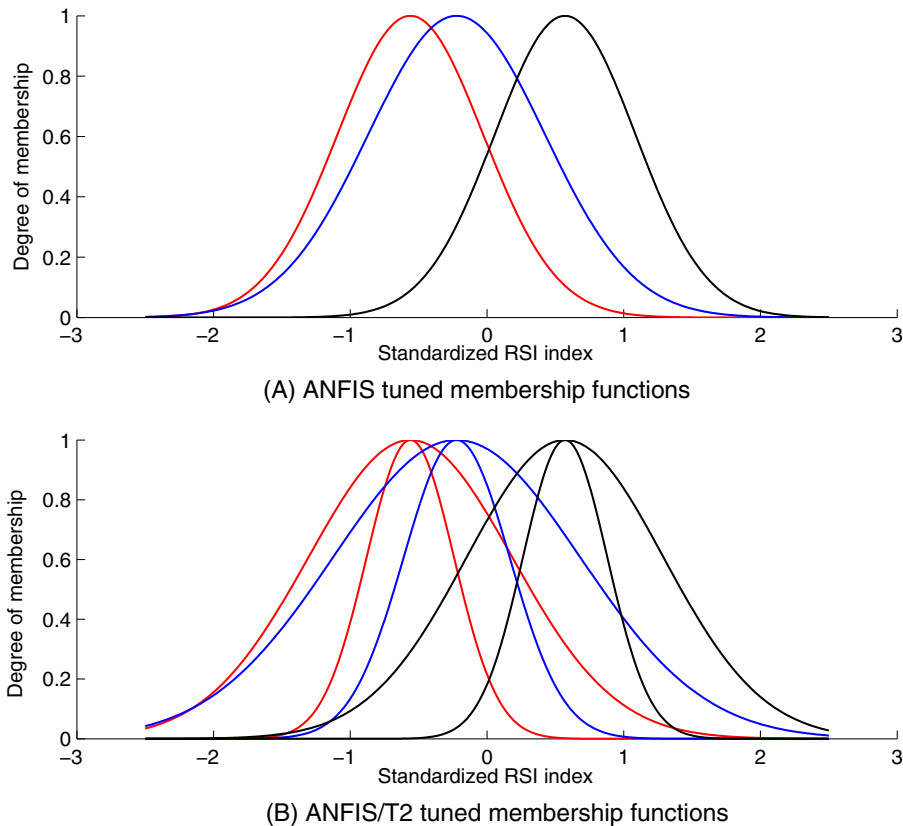 1
0.8
0.6
0.4
0.2
0
Degree of membership
−3 −2 −1 0 1 2 3
Standardized RSI index
(A) ANFIS tuned membership functions
1
0.8
0.6
0.4
0.2
0
Degree of membership
−3 −2 −1 0 1 2 3
Standardized RSI index
(B) ANFIS/T2 tuned membership functions